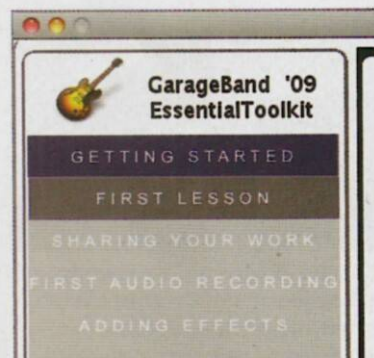 GarageBand '09
EssentialToolkit
GETTING STARTED
FIRST LESSON
SHARING YOUR WORK
FIRST AUDIO RECORDING
ADDING EFFECTS